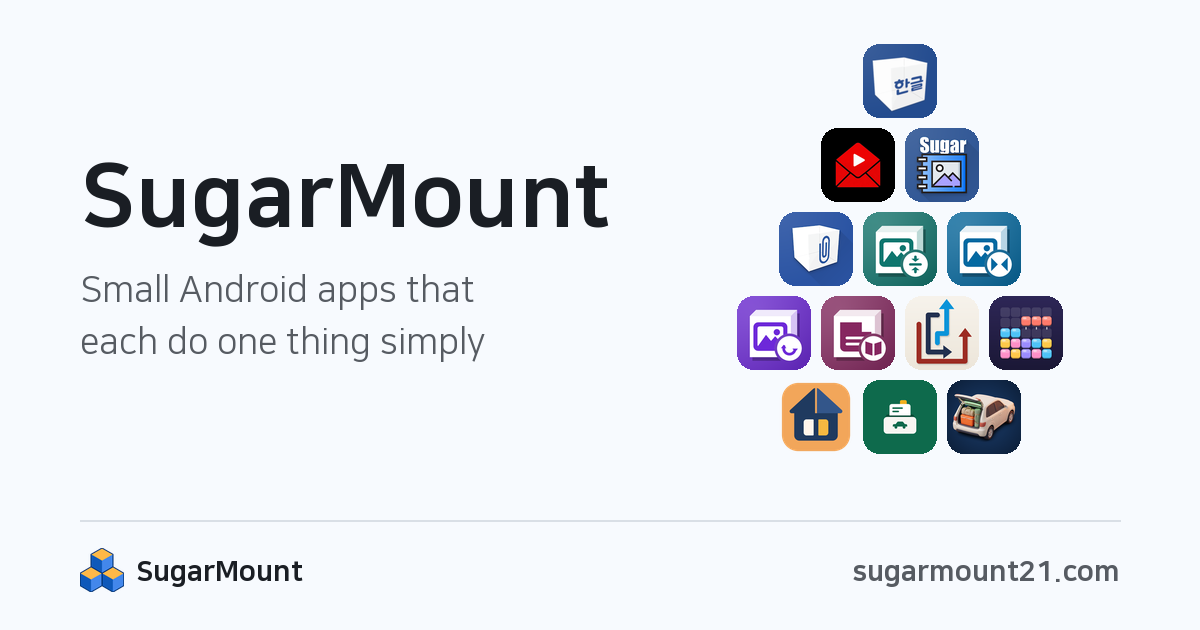 SugarMount
Small Android apps that
each do one thing simply
한글
Sugar
SugarMount
sugarmount21.com